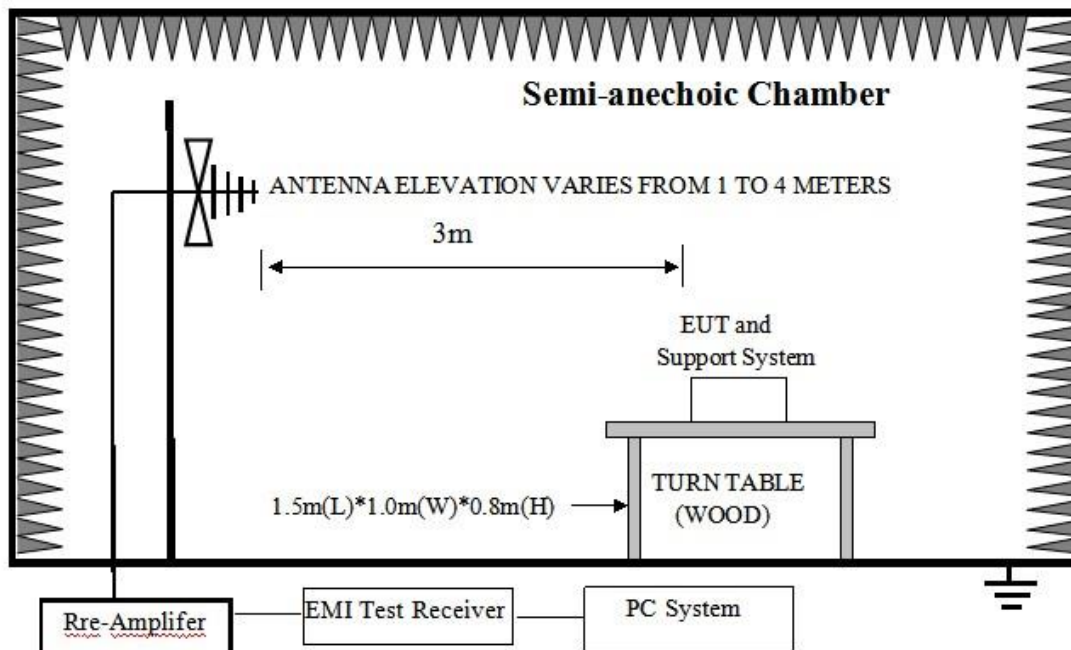 Semi-anechoic Chamber
ANTENNA ELEVATION VARIES FROM 1 TO 4 METERS
3m
EUT and
Support System
1.5m(L)*1.0m(W)*0.8m(H)
TURN TABLE
(WOOD)
Rre-Amplifer
EMI Test Receiver
PC System